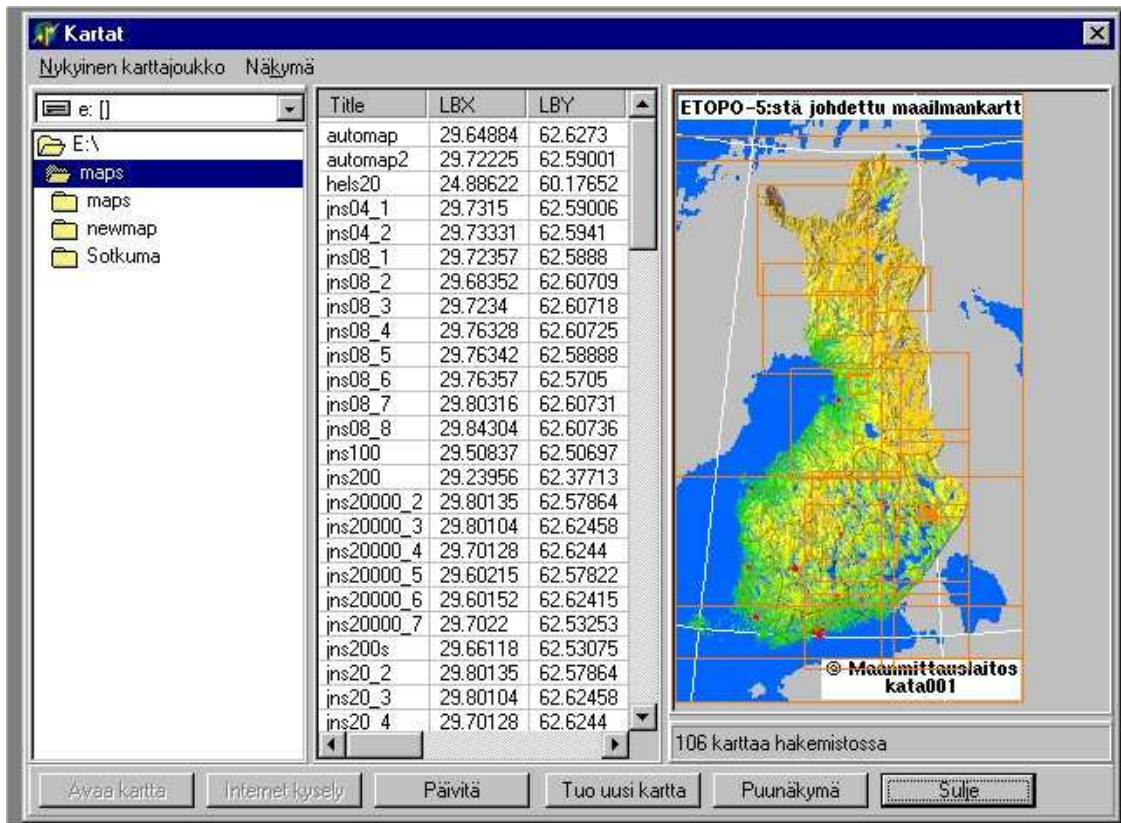 Kartat
Nykyinen karttajoukko Näkymä
e: []
E:\
maps
maps
newmap
Sotkuma
Title LBX LBY
automap 29.64884 62.6273
automap2 29.72225 62.59001
hels20 24.88622 60.17652
jns04_1 29.7315 62.59006
jns04_2 29.73331 62.5941
jns08_1 29.72357 62.5888
jns08_2 29.68352 62.60709
jns08_3 29.7234 62.60718
jns08_4 29.76328 62.60725
jns08_5 29.76342 62.58888
jns08_6 29.76357 62.5705
jns08_7 29.80316 62.60731
jns08_8 29.84304 62.60736
jns100 29.50837 62.50697
jns200 29.23956 62.37713
jns20000_2 29.80135 62.57864
jns20000_3 29.80104 62.62458
jns20000_4 29.70128 62.6244
jns20000_5 29.60215 62.57822
jns20000_6 29.60152 62.62415
jns20000_7 29.7022 62.53253
jns200s 29.66118 62.53075
jns20_2 29.80135 62.57864
jns20_3 29.80104 62.62458
jns20_4 29.70128 62.6244
ETOPO-5:stä johdettu maailmankartt
© Maanmittauslaitos
kata001
106 karttaa hakemistossa
Avaa kartta Internet kysely Päivitä Tuo uusi kartta Puunäkymä Sulje